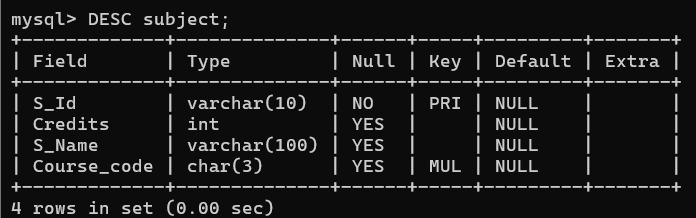 mysql> DESC subject;
+-------------+--------------+------+-----+---------+-------+
| Field       | Type         | Null | Key | Default | Extra |
+-------------+--------------+------+-----+---------+-------+
| S_Id        | varchar(10)  | NO   | PRI | NULL    |       |
| Credits     | int          | YES  |     | NULL    |       |
| S_Name      | varchar(100) | YES  |     | NULL    |       |
| Course_code | char(3)      | YES  | MUL | NULL    |       |
+-------------+--------------+------+-----+---------+-------+
4 rows in set (0.00 sec)